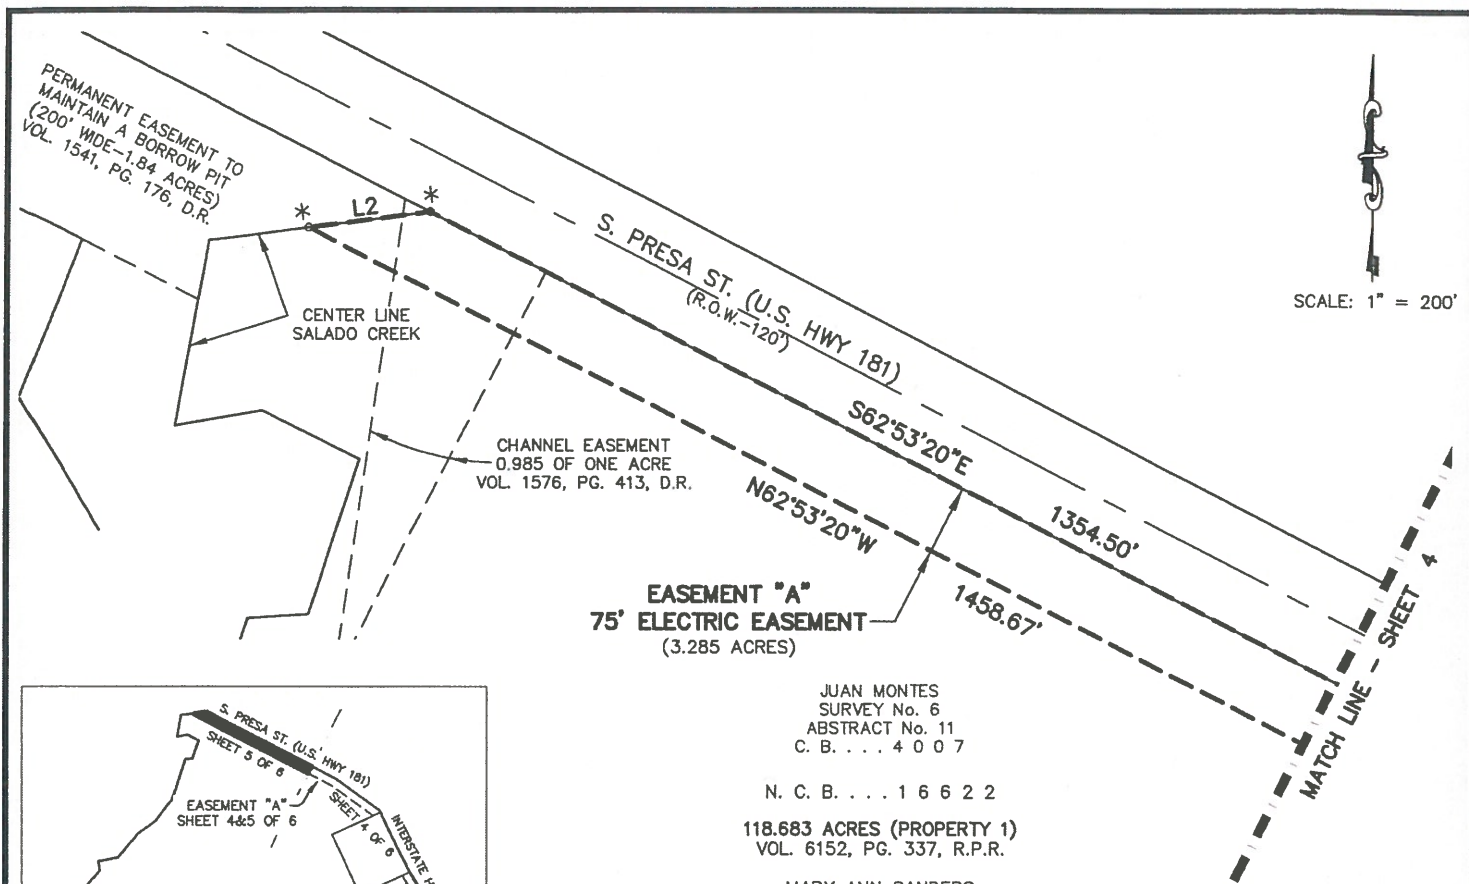 PERMANENT EASEMENT TO
MAINTAIN A BORROW PIT
(200' WIDE-1.84 ACRES)
VOL. 1541, PG. 176, D.R.
*
L2
*
CENTER LINE
SALADO CREEK
S. PRESA ST. (U.S. HWY 181)
(R.O.W.-120')
SCALE: 1" = 200'
CHANNEL EASEMENT
0.985 OF ONE ACRE
VOL. 1576, PG. 413, D.R.
S62°53'20"E
1354.50'
N62°53'20"W
1458.67'
EASEMENT "A"
75' ELECTRIC EASEMENT
(3.285 ACRES)
MATCH LINE - SHEET 4
JUAN MONTES
SURVEY No. 6
ABSTRACT No. 11
C. B. . . . 4 0 0 7
N. C. B. . . . 1 6 6 2 2
118.683 ACRES (PROPERTY 1)
VOL. 6152, PG. 337, R.P.R.
S. PRESA ST. (U.S. HWY 181)
SHEET 5 OF 6
EASEMENT "A"
SHEET 4&5 OF 6
SHEET 4 OF 6
INTERSTATE